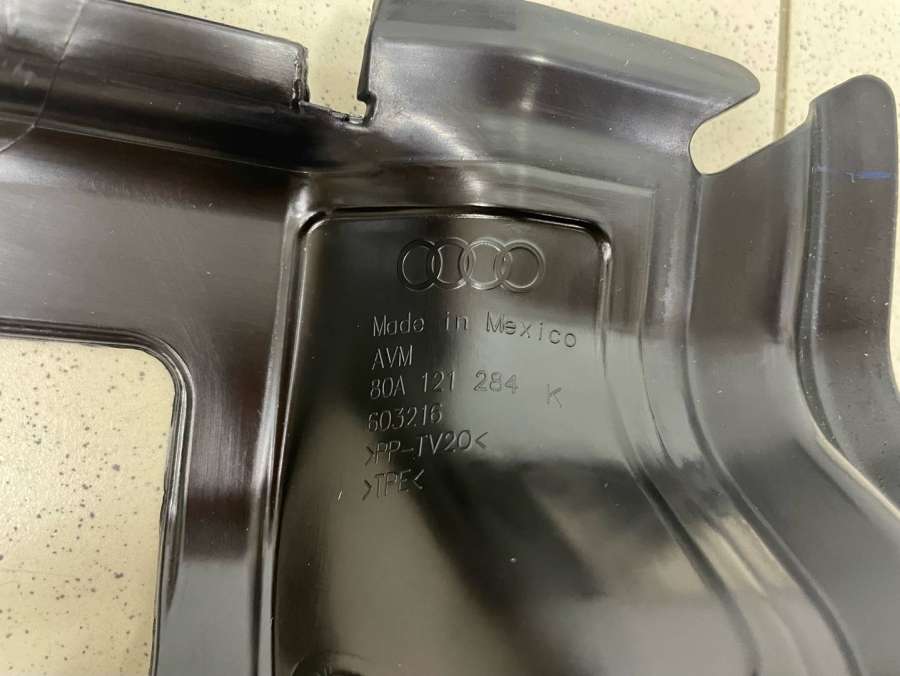 Made in Mexico
AVM
80A 121 284 K
603216
>PP-TV20<
>TPE<